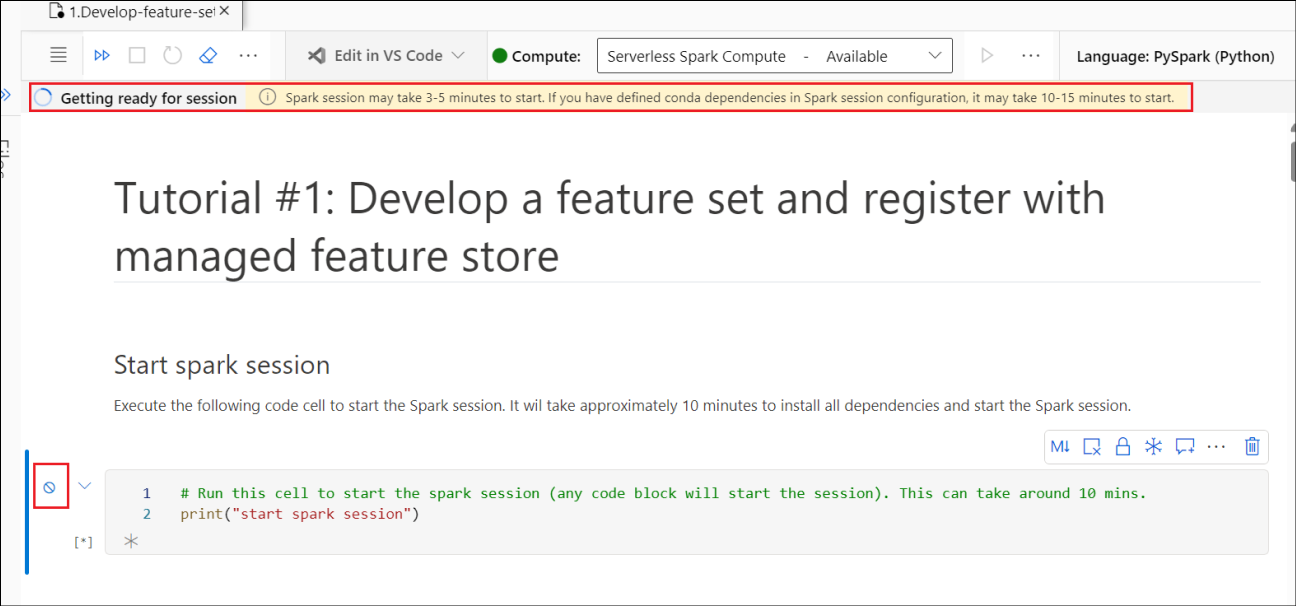 1.Develop-feature-set
Edit in VS Code
Compute:
Serverless Spark Compute - Available
Language: PySpark (Python)
Getting ready for session
Spark session may take 3-5 minutes to start. If you have defined conda dependencies in Spark session configuration, it may take 10-15 minutes to start.
Files
Tutorial #1: Develop a feature set and register with
managed feature store
Start spark session
Execute the following code cell to start the Spark session. It wil take approximately 10 minutes to install all dependencies and start the Spark session.
M↓
1 # Run this cell to start the spark session (any code block will start the session). This can take around 10 mins.
2 print("start spark session")
[*]